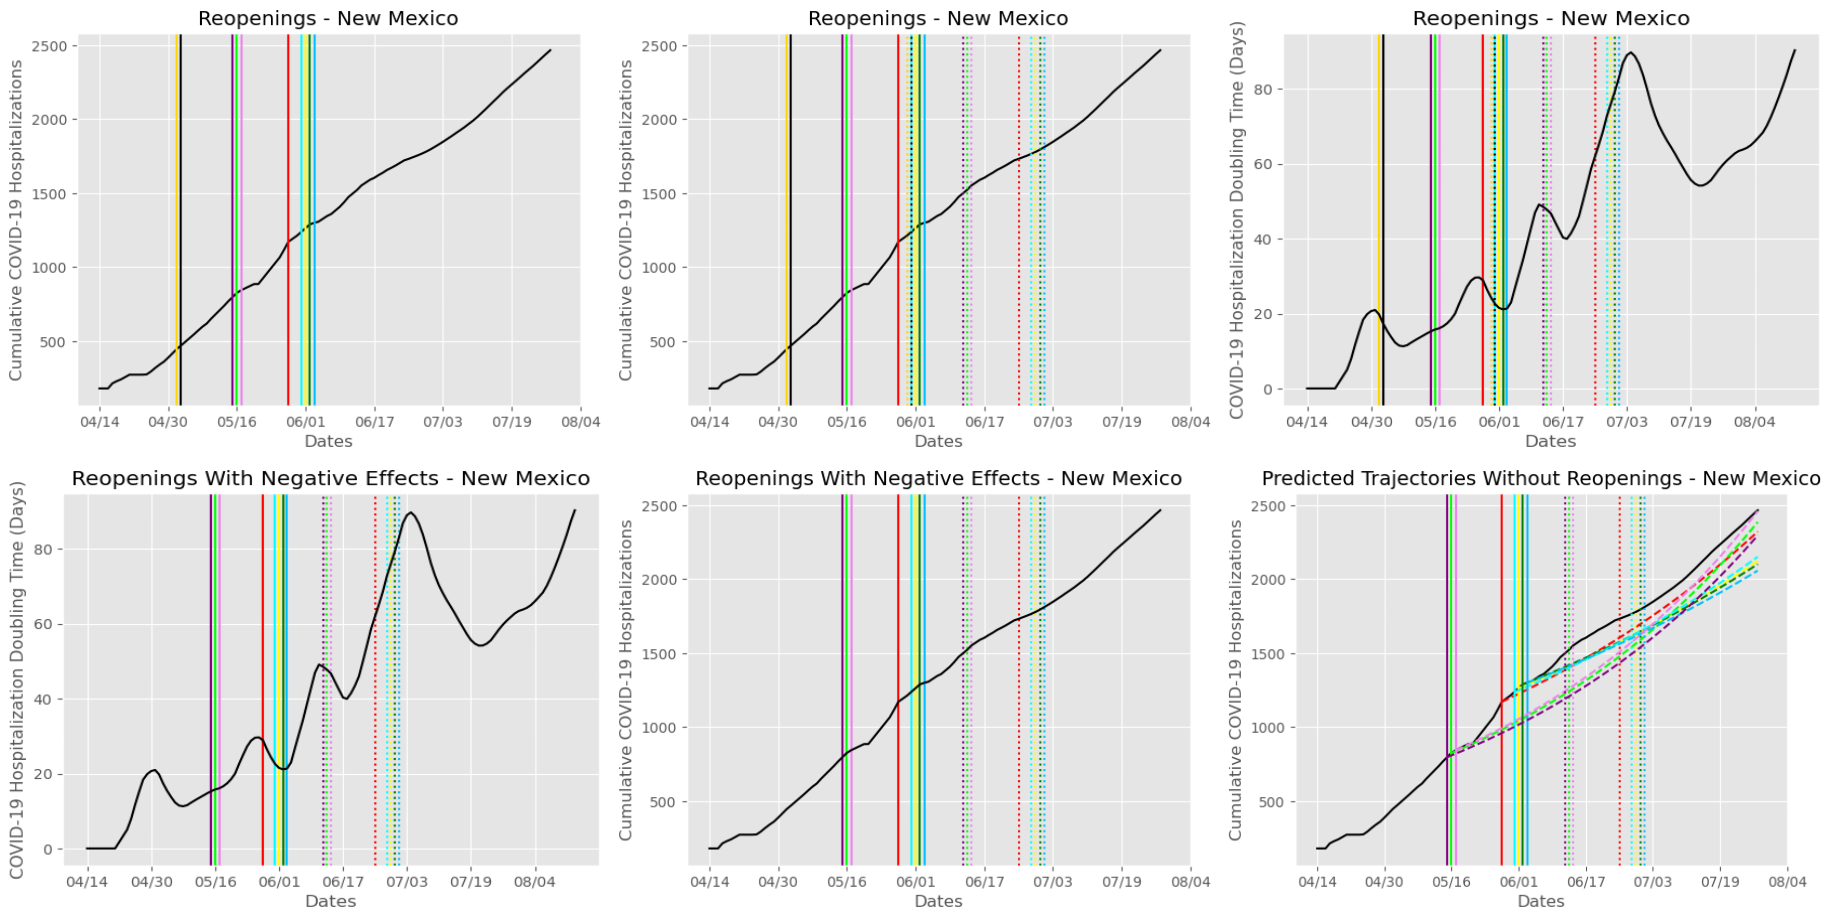 Reopenings - New Mexico
Cumulative COVID-19 Hospitalizations
2500
2000
1500
1000
500
04/14 04/30 05/16 06/01 06/17 07/03 07/19 08/04
Dates
Reopenings - New Mexico
Cumulative COVID-19 Hospitalizations
2500
2000
1500
1000
500
04/14 04/30 05/16 06/01 06/17 07/03 07/19 08/04
Dates
Reopenings - New Mexico
COVID-19 Hospitalization Doubling Time (Days)
80
60
40
20
0
04/14 04/30 05/16 06/01 06/17 07/03 07/19 08/04
Dates
Reopenings With Negative Effects - New Mexico
COVID-19 Hospitalization Doubling Time (Days)
80
60
40
20
0
04/14 04/30 05/16 06/01 06/17 07/03 07/19 08/04
Dates
Reopenings With Negative Effects - New Mexico
Cumulative COVID-19 Hospitalizations
2500
2000
1500
1000
500
04/14 04/30 05/16 06/01 06/17 07/03 07/19 08/04
Dates
Predicted Trajectories Without Reopenings - New Mexico
Cumulative COVID-19 Hospitalizations
2500
2000
1500
1000
500
04/14 04/30 05/16 06/01 06/17 07/03 07/19 08/04
Dates